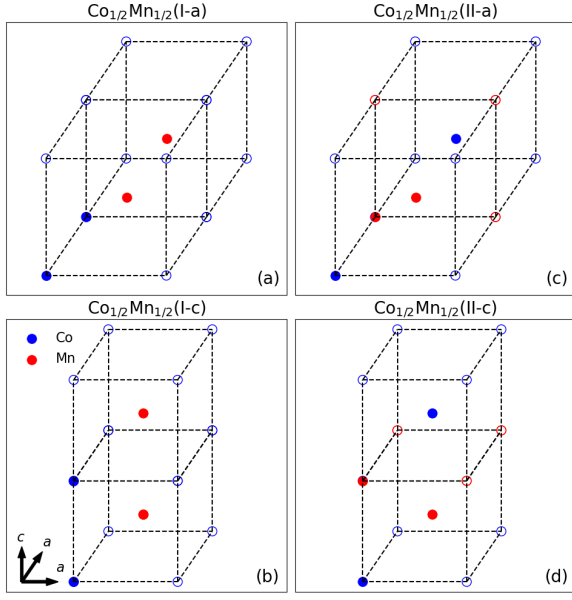 Co₁/₂Mn₁/₂(I-a)
Co₁/₂Mn₁/₂(II-a)
(a)
(c)
Co₁/₂Mn₁/₂(I-c)
Co₁/₂Mn₁/₂(II-c)
Co
Mn
c
a
a
(b)
(d)